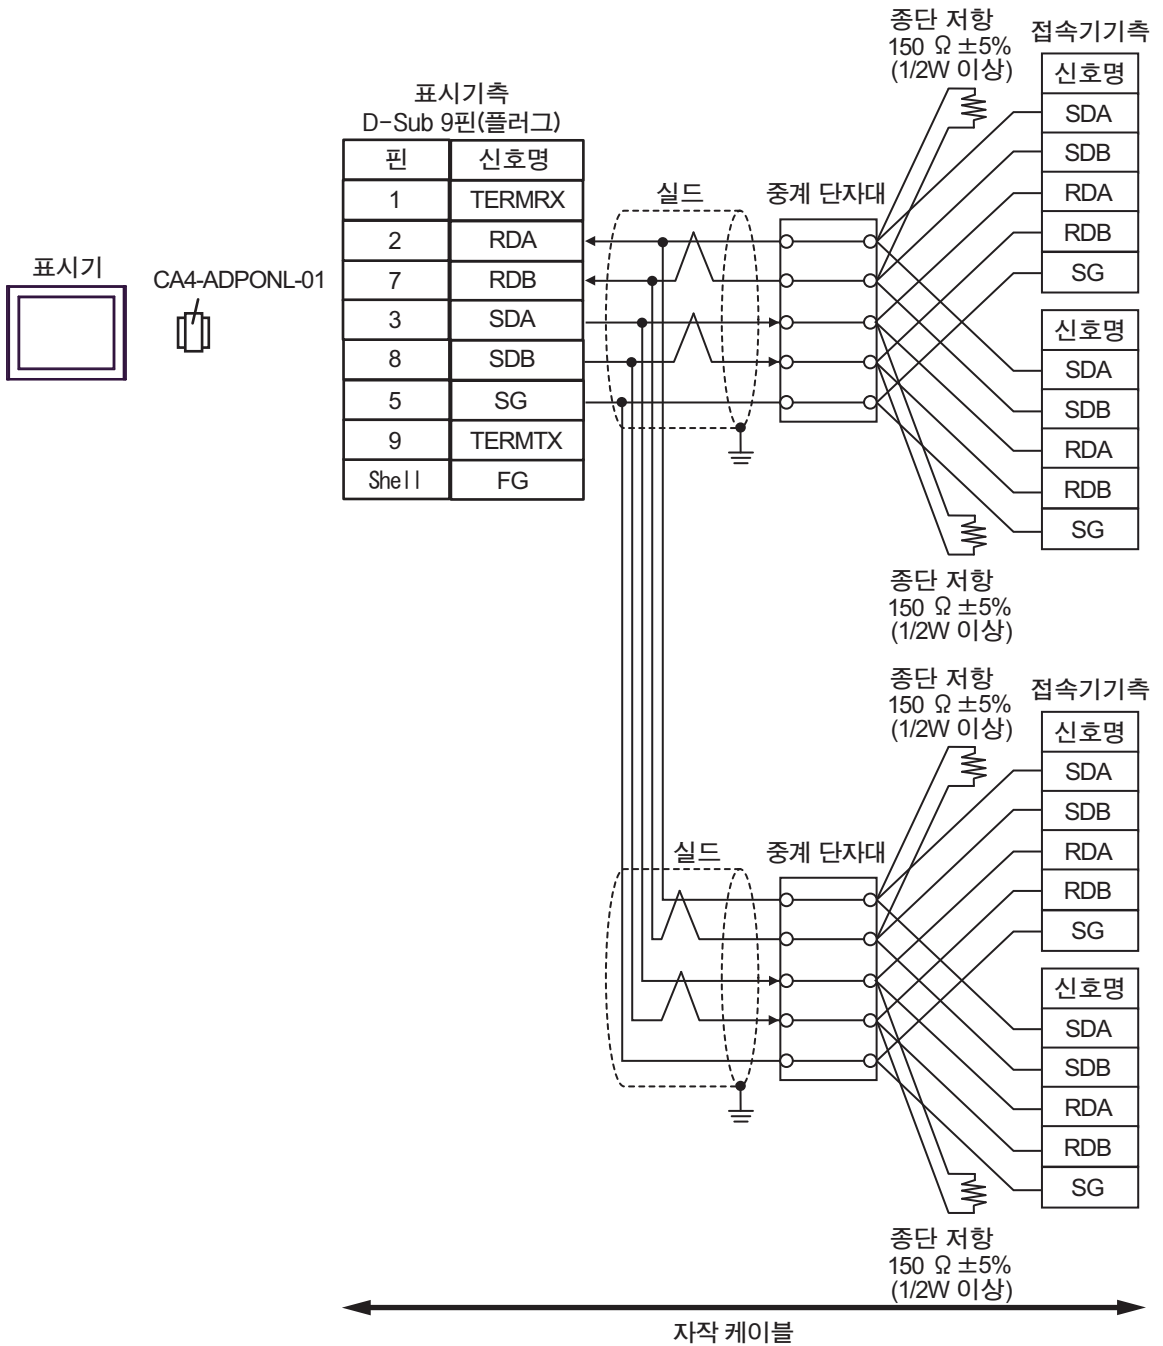 종단 저항
150 Ω ±5%
(1/2W 이상)
접속기기측
신호명
SDA
SDB
RDA
RDB
SG
표시기측
D-Sub 9핀(플러그)
핀 신호명
1 TERMRX
2 RDA
7 RDB
3 SDA
8 SDB
5 SG
9 TERMTX
Shell FG
실드
중계 단자대
표시기
CA4-ADPONL-01
신호명
SDA
SDB
RDA
RDB
SG
종단 저항
150 Ω ±5%
(1/2W 이상)
종단 저항
150 Ω ±5%
(1/2W 이상)
접속기기측
신호명
SDA
SDB
RDA
RDB
SG
실드
중계 단자대
신호명
SDA
SDB
RDA
RDB
SG
종단 저항
150 Ω ±5%
(1/2W 이상)
자작 케이블